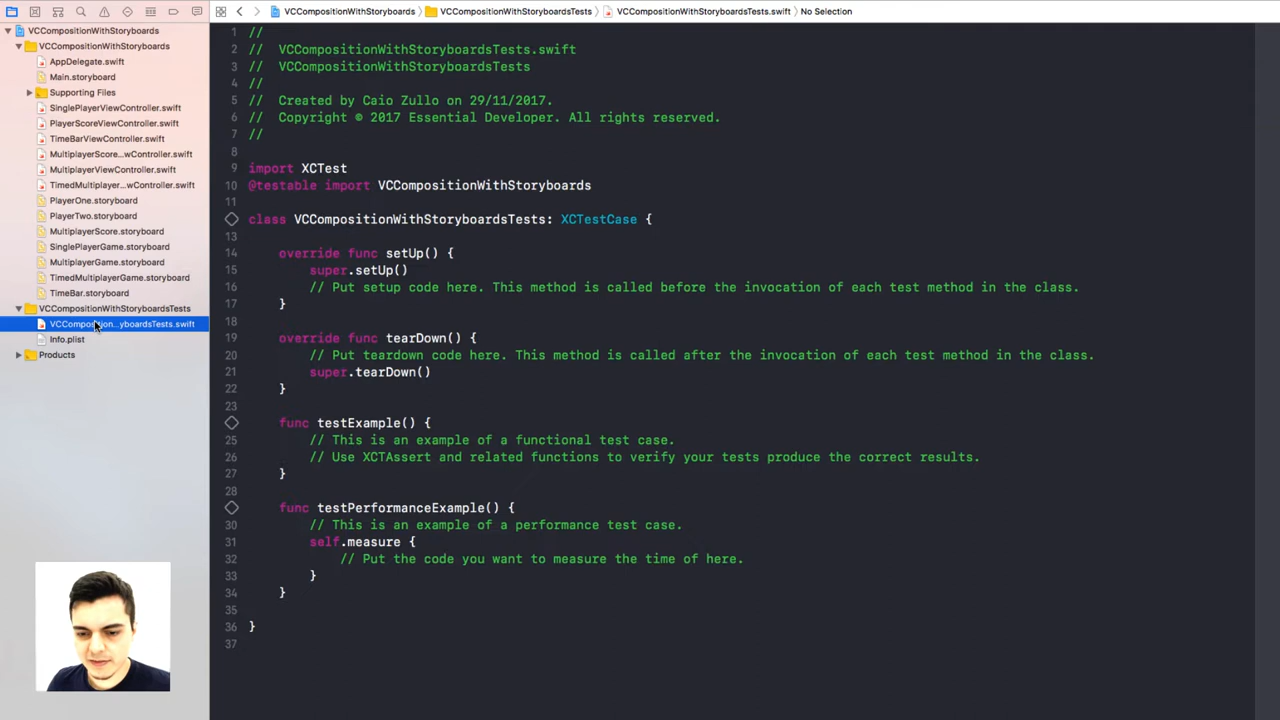 VCCompositionWithStoryboards
VCCompositionWithStoryboardsTests
VCCompositionWithStoryboardsTests.swift
No Selection
VCCompositionWithStoryboards
VCCompositionWithStoryboards
AppDelegate.swift
Main.storyboard
Supporting Files
SinglePlayerViewController.swift
PlayerScoreViewController.swift
TimeBarViewController.swift
MultiplayerScore...wController.swift
MultiplayerViewController.swift
TimedMultiplayer...wController.swift
PlayerOne.storyboard
PlayerTwo.storyboard
MultiplayerScore.storyboard
SinglePlayerGame.storyboard
MultiplayerGame.storyboard
TimedMultiplayerGame.storyboard
TimeBar.storyboard
VCCompositionWithStoryboardsTests
VCComposition...yboardsTests.swift
Info.plist
Products
1 //
2 //  VCCompositionWithStoryboardsTests.swift
3 //  VCCompositionWithStoryboardsTests
4 //
5 //  Created by Caio Zullo on 29/11/2017.
6 //  Copyright © 2017 Essential Developer. All rights reserved.
7 //
8
9 import XCTest
10 @testable import VCCompositionWithStoryboards
11
class VCCompositionWithStoryboardsTests: XCTestCase {
13
14     override func setUp() {
15         super.setUp()
16         // Put setup code here. This method is called before the invocation of each test method in the class.
17     }
18
19     override func tearDown() {
20         // Put teardown code here. This method is called after the invocation of each test method in the class.
21         super.tearDown()
22     }
23
func testExample() {
25         // This is an example of a functional test case.
26         // Use XCTAssert and related functions to verify your tests produce the correct results.
27     }
28
func testPerformanceExample() {
30         // This is an example of a performance test case.
31         self.measure {
32             // Put the code you want to measure the time of here.
33         }
34     }
35
36 }
37